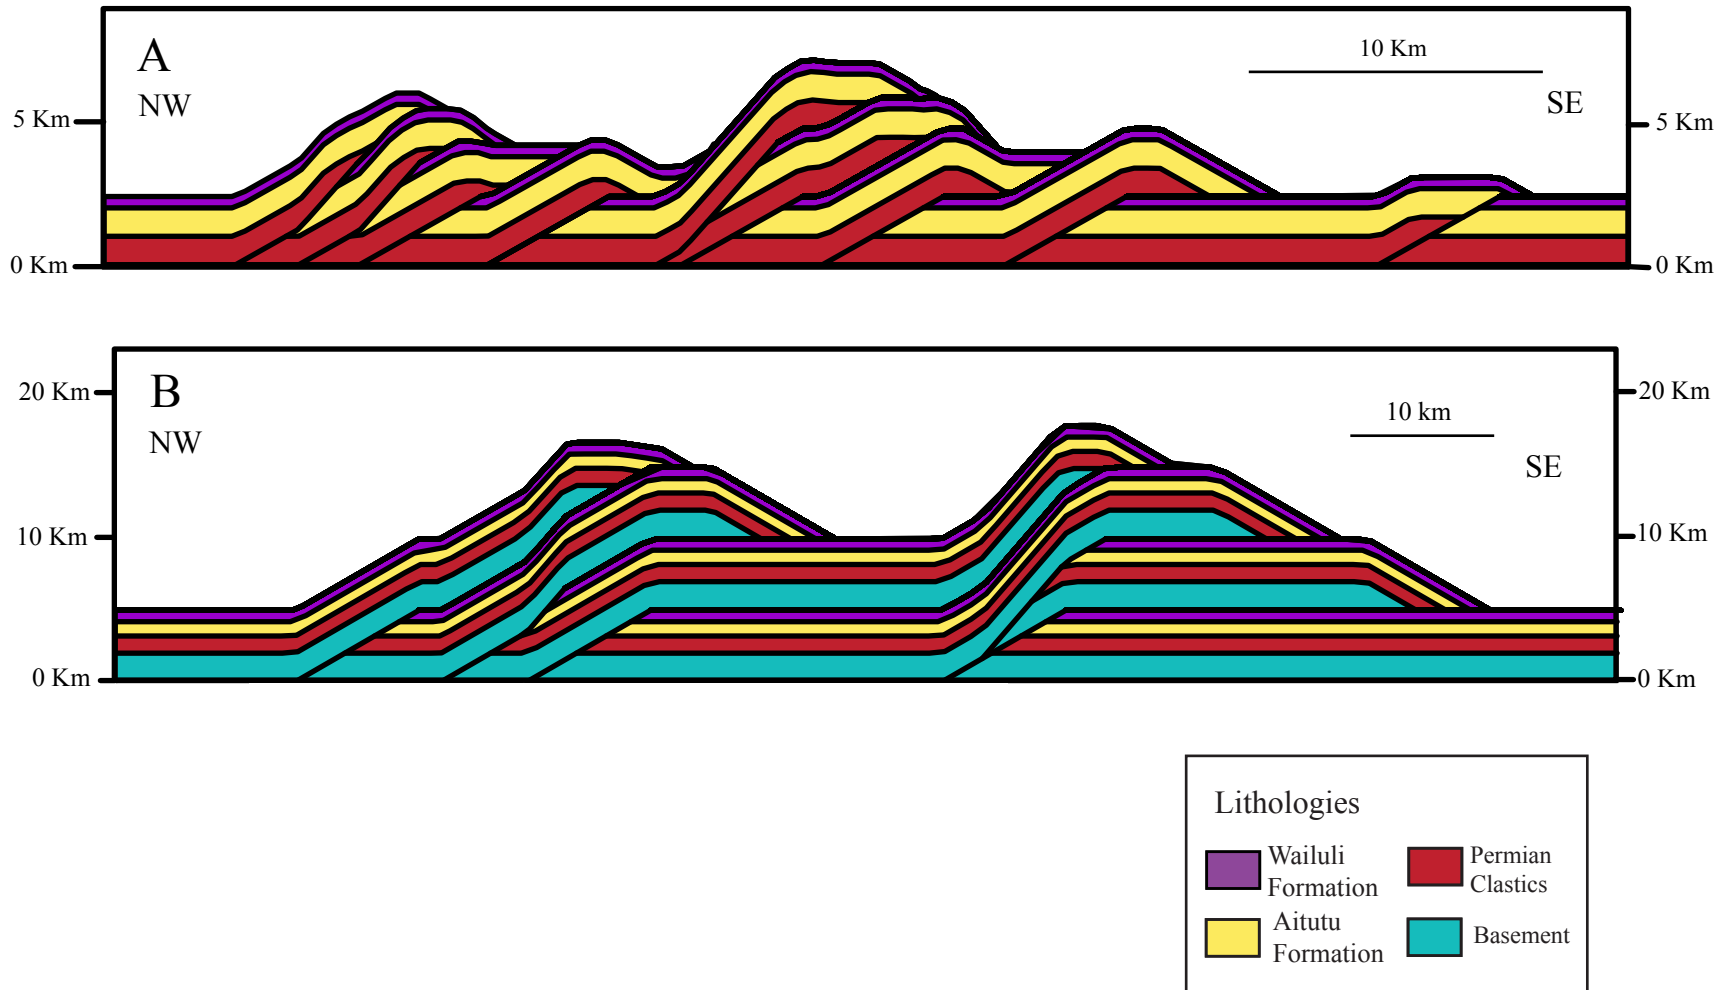 A
NW
10 Km
SE
5 Km
5 Km
0 Km
0 Km
B
NW
10 km
SE
20 Km
20 Km
10 Km
10 Km
0 Km
0 Km
Lithologies
Wailuli
Formation
Permian
Clastics
Aitutu
Formation
Basement